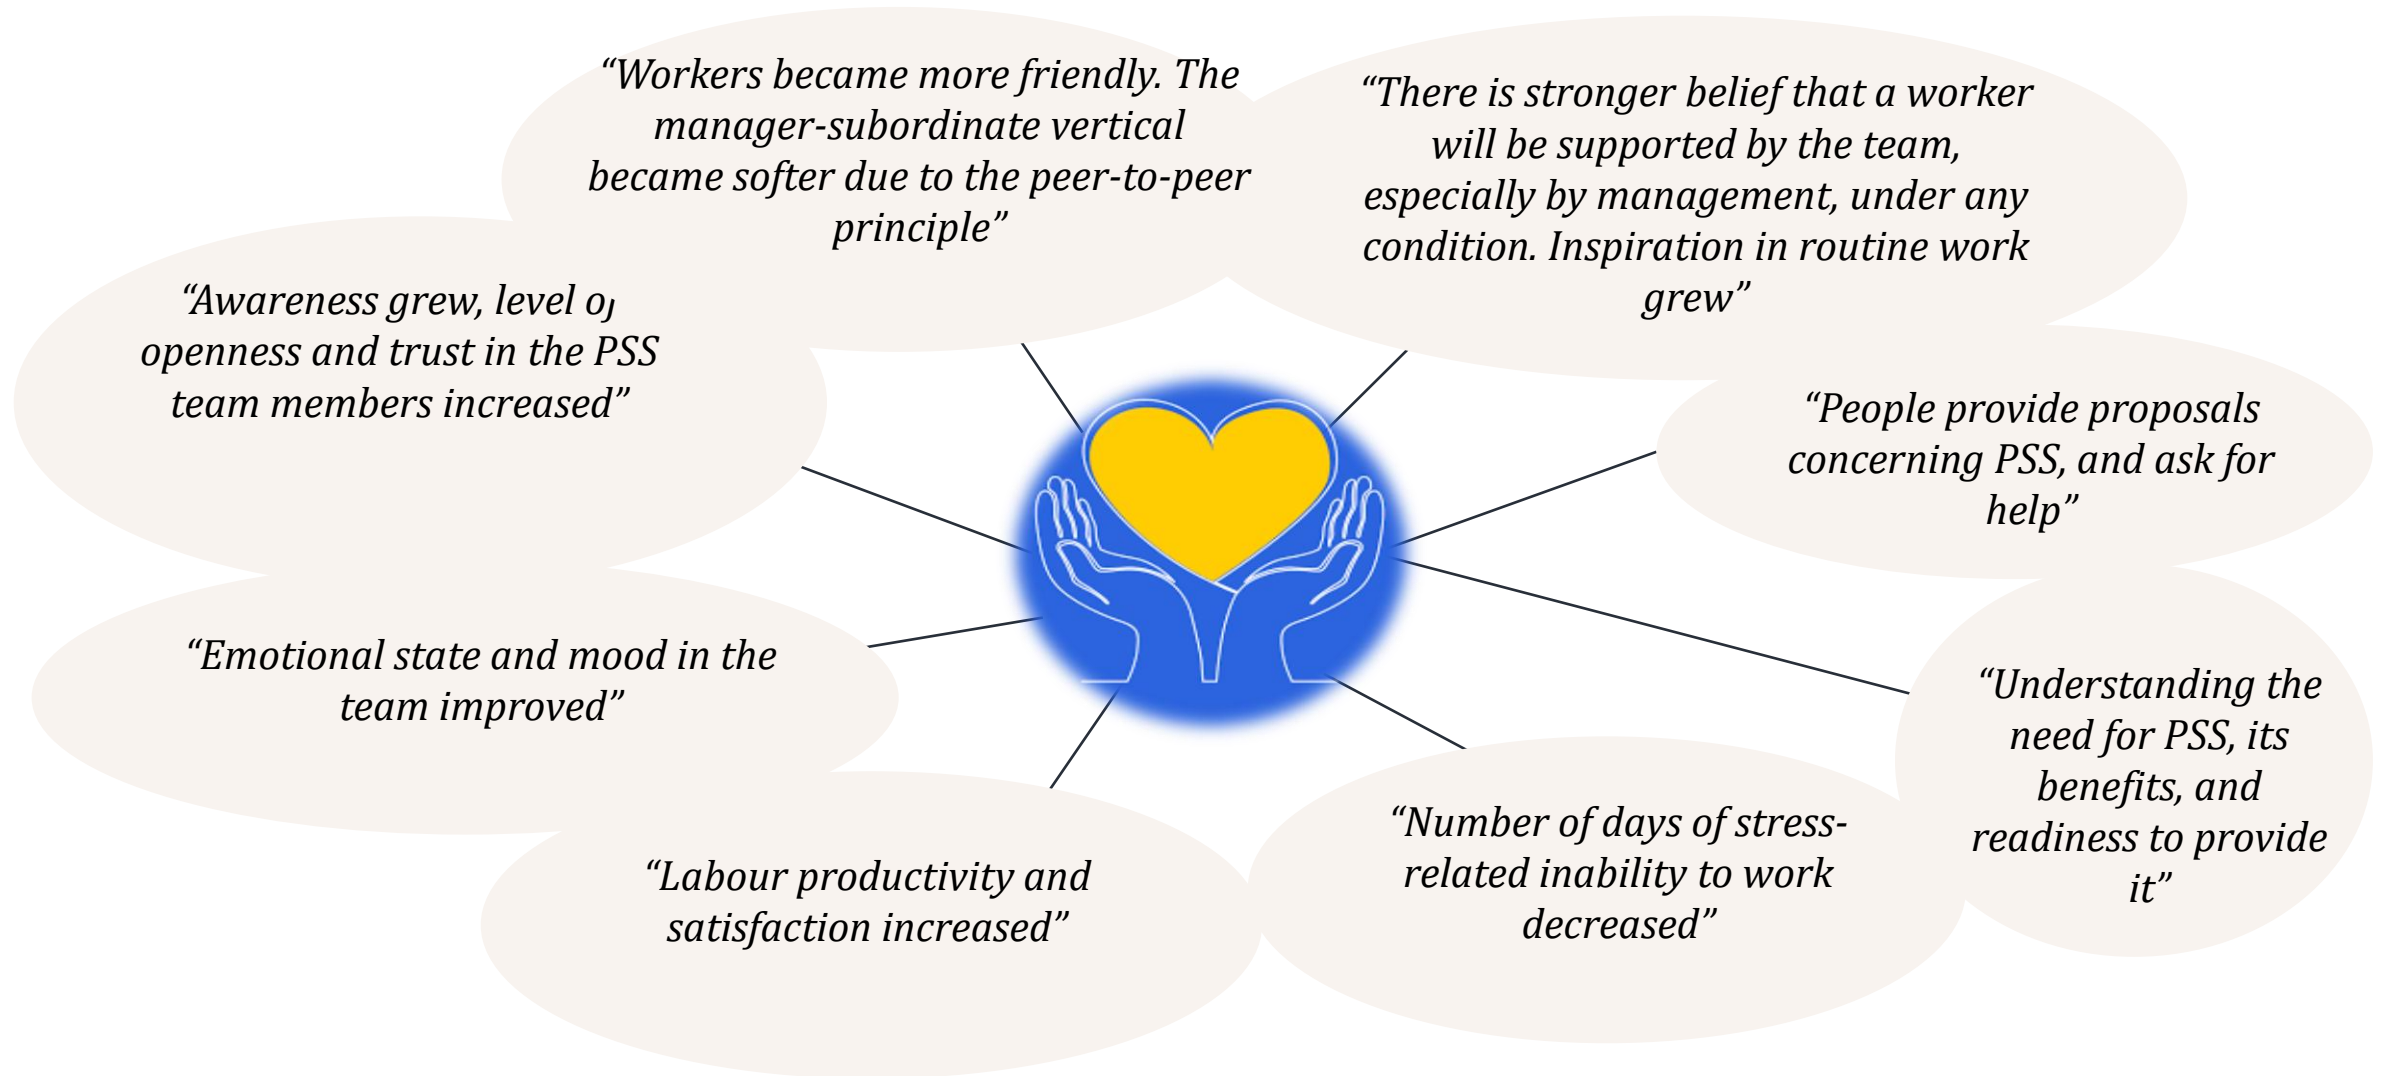 “Workers became more friendly. The
manager-subordinate vertical
became softer due to the peer-to-peer
principle”
“There is stronger belief that a worker
will be supported by the team,
especially by management, under any
condition. Inspiration in routine work
grew”
“Awareness grew, level of
openness and trust in the PSS
team members increased”
“People provide proposals
concerning PSS, and ask for
help”
“Emotional state and mood in the
team improved”
“Understanding the
need for PSS, its
benefits, and
readiness to provide
it”
“Labour productivity and
satisfaction increased”
“Number of days of stress-
related inability to work
decreased”